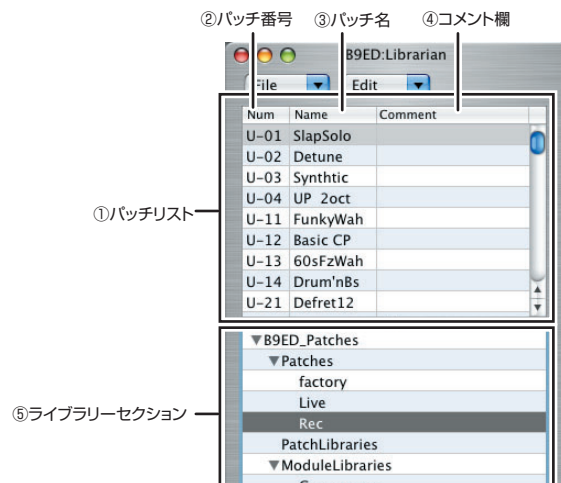 ②パッチ番号 ③パッチ名 ④コメント欄
B9ED:Librarian
File Edit
Num Name Comment
U-01 SlapSolo
U-02 Detune
U-03 Synthtic
U-04 UP 2oct
U-11 FunkyWah
U-12 Basic CP
U-13 60sFzWah
U-14 Drum'nBs
U-21 Defret12
①パッチリスト
▼B9ED_Patches
▼Patches
factory
Live
Rec
PatchLibraries
▼ModuleLibraries
⑤ライブラリーセクション